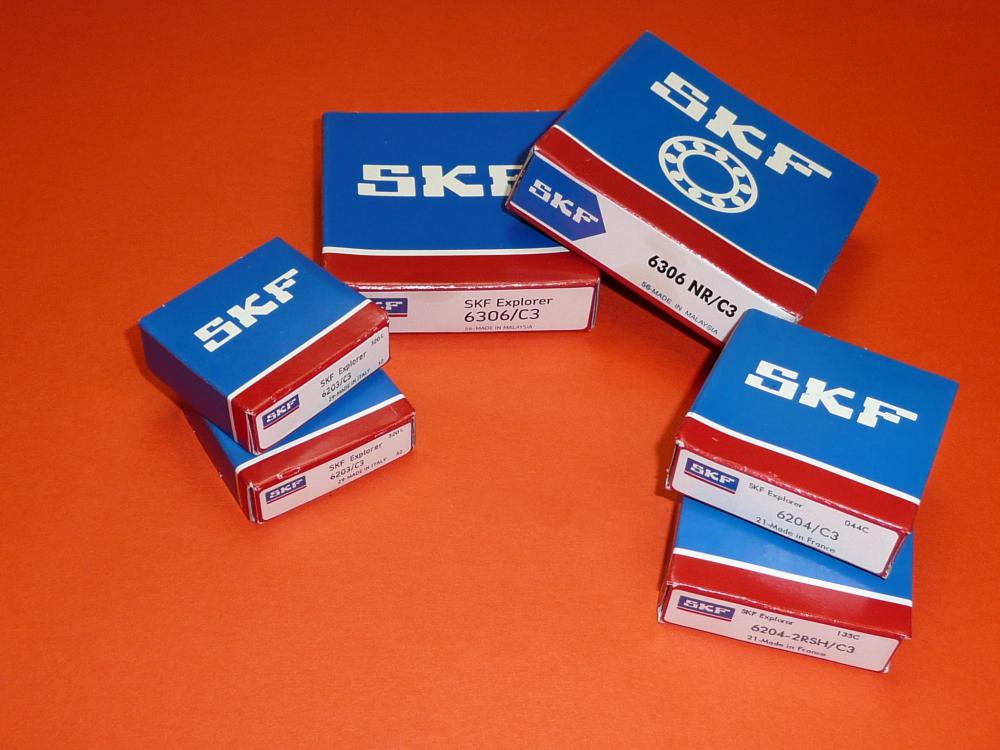 SKF
SKF
6306 NR/C3
56-MADE IN MALAYSIA
SKF
SKF
SKF Explorer
6306/C3
56-MADE IN MALAYSIA
SKF
SKF
SKF Explorer
6203/C3
29-MADE IN ITALY
SKF
SKF Explorer
6203/C3
29-MADE IN ITALY
SKF
SKF
SKF Explorer
6204/C3
044C
21-Made in France
SKF
SKF Explorer
6204-2RSH/C3
135C
21-Made in France